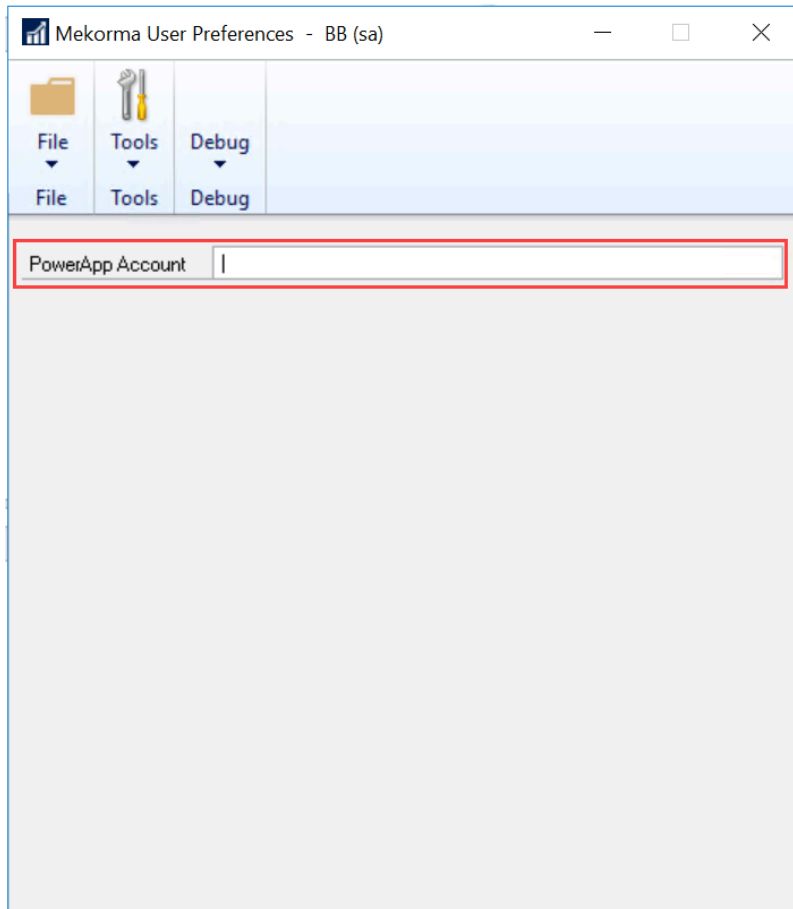 Mekorma User Preferences - BB (sa)
File Tools Debug
File Tools Debug
PowerApp Account